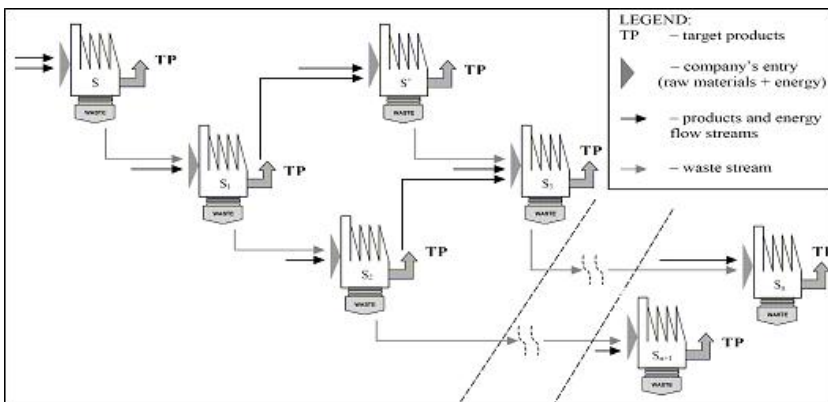 LEGEND:
TP – target products
– company's entry
(raw materials + energy)
– products and energy
flow streams
– waste stream
S
TP
WASTE
S'
TP
WASTE
S₁
TP
WASTE
S₃
TP
WASTE
S₂
TP
WASTE
Sₙ
TP
WASTE
Sₙ₊₁
TP
WASTE